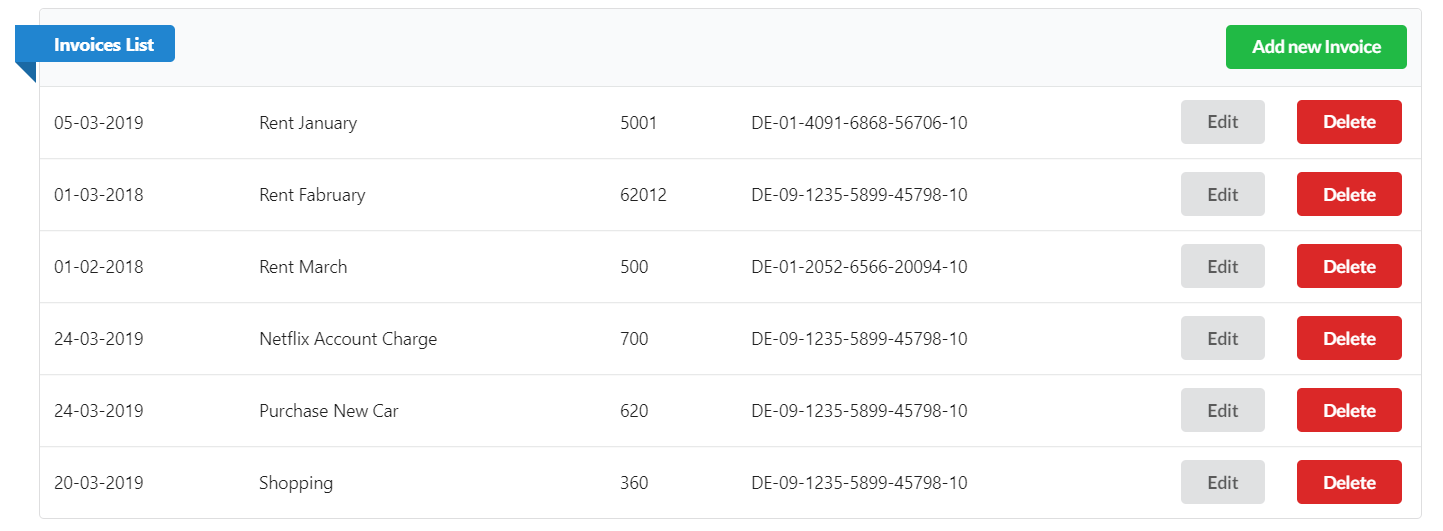 Invoices List
Add new Invoice
05-03-2019 Rent January 5001 DE-01-4091-6868-56706-10 Edit Delete
01-03-2018 Rent Fabruary 62012 DE-09-1235-5899-45798-10 Edit Delete
01-02-2018 Rent March 500 DE-01-2052-6566-20094-10 Edit Delete
24-03-2019 Netflix Account Charge 700 DE-09-1235-5899-45798-10 Edit Delete
24-03-2019 Purchase New Car 620 DE-09-1235-5899-45798-10 Edit Delete
20-03-2019 Shopping 360 DE-09-1235-5899-45798-10 Edit Delete